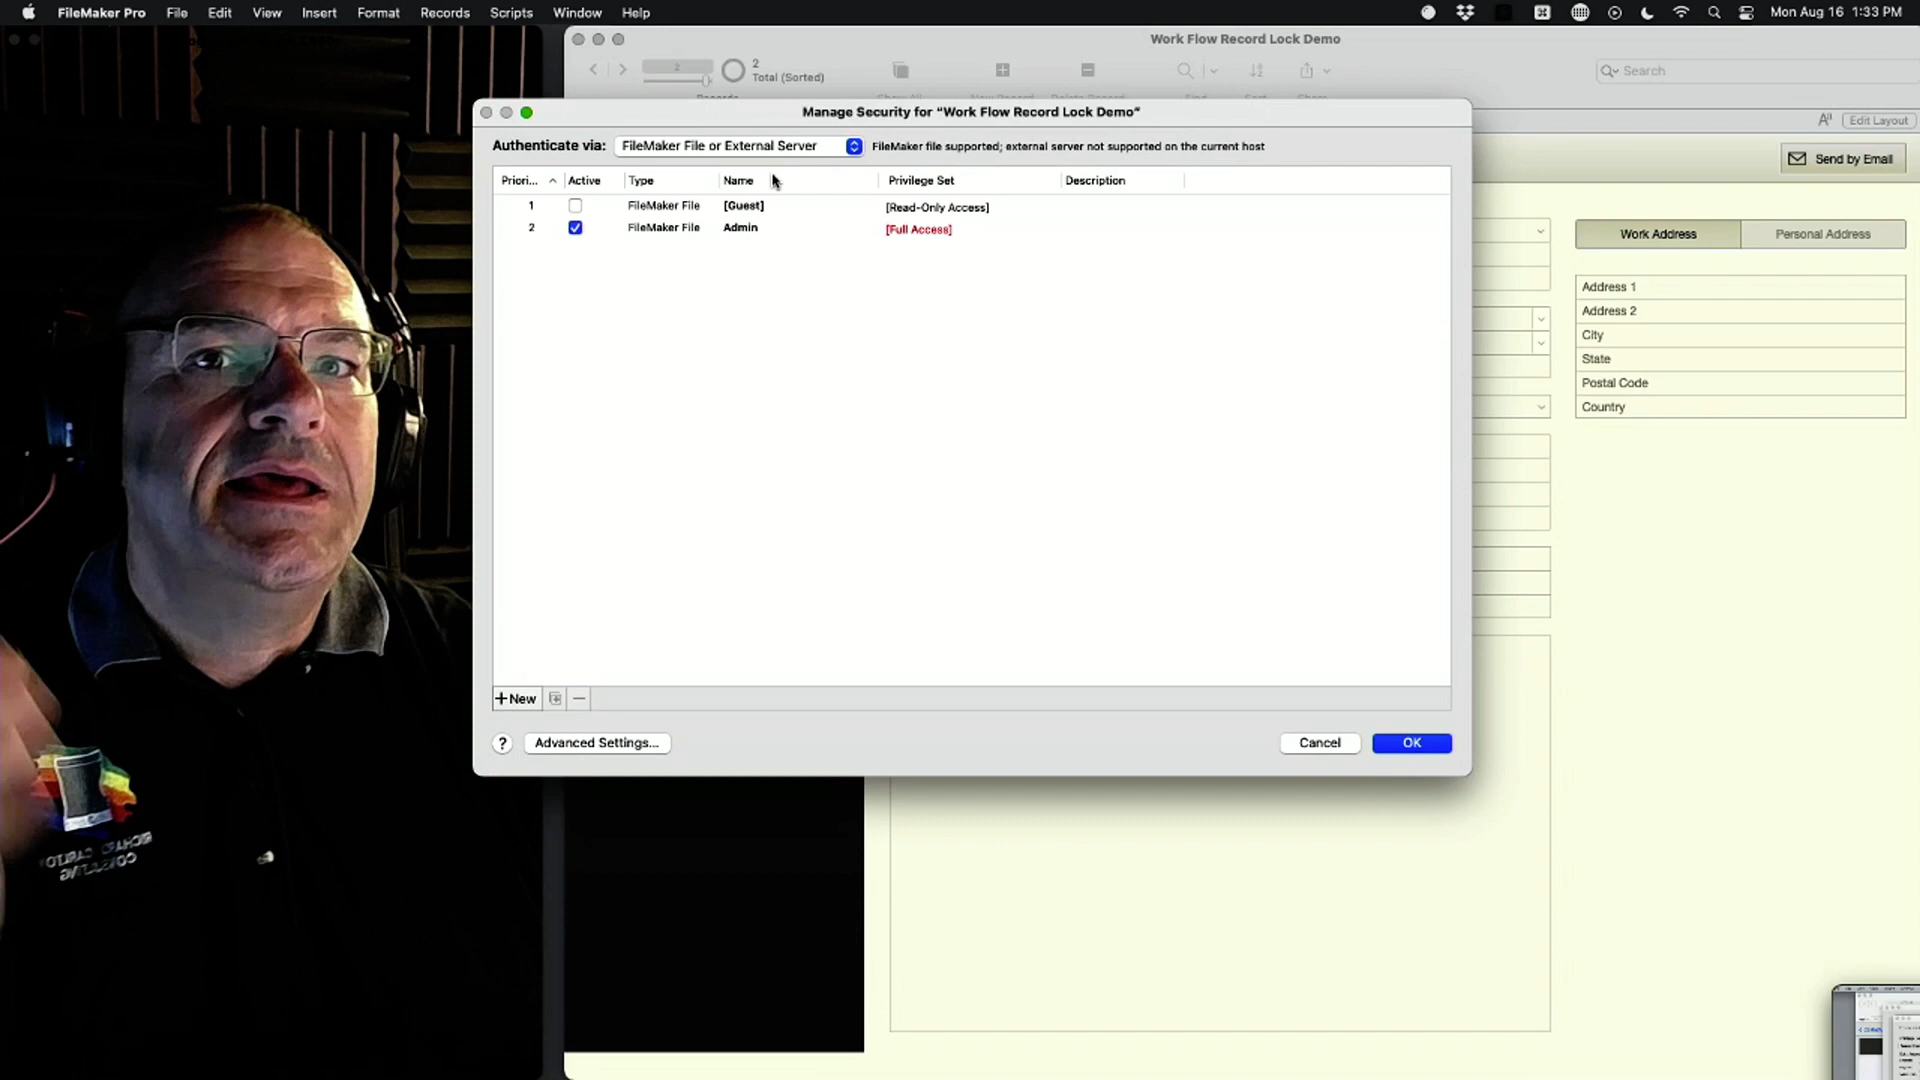 FileMaker Pro File Edit View Insert Format Records Scripts Window Help Mon Aug 16 1:33 PM
Work Flow Record Lock Demo
2 2
Total (Sorted)
Search
Records
Edit Layout
Send by Email
Manage Security for “Work Flow Record Lock Demo”
Authenticate via: FileMaker File or External Server FileMaker file supported; external server not supported on the current host
Priori... Active Type Name Privilege Set Description
1 FileMaker File [Guest] [Read-Only Access]
2 FileMaker File Admin [Full Access]
+New
? Advanced Settings... Cancel OK
Work Address Personal Address
Address 1
Address 2
City
State
Postal Code
Country
RICHARD CARLTON
CONSULTING